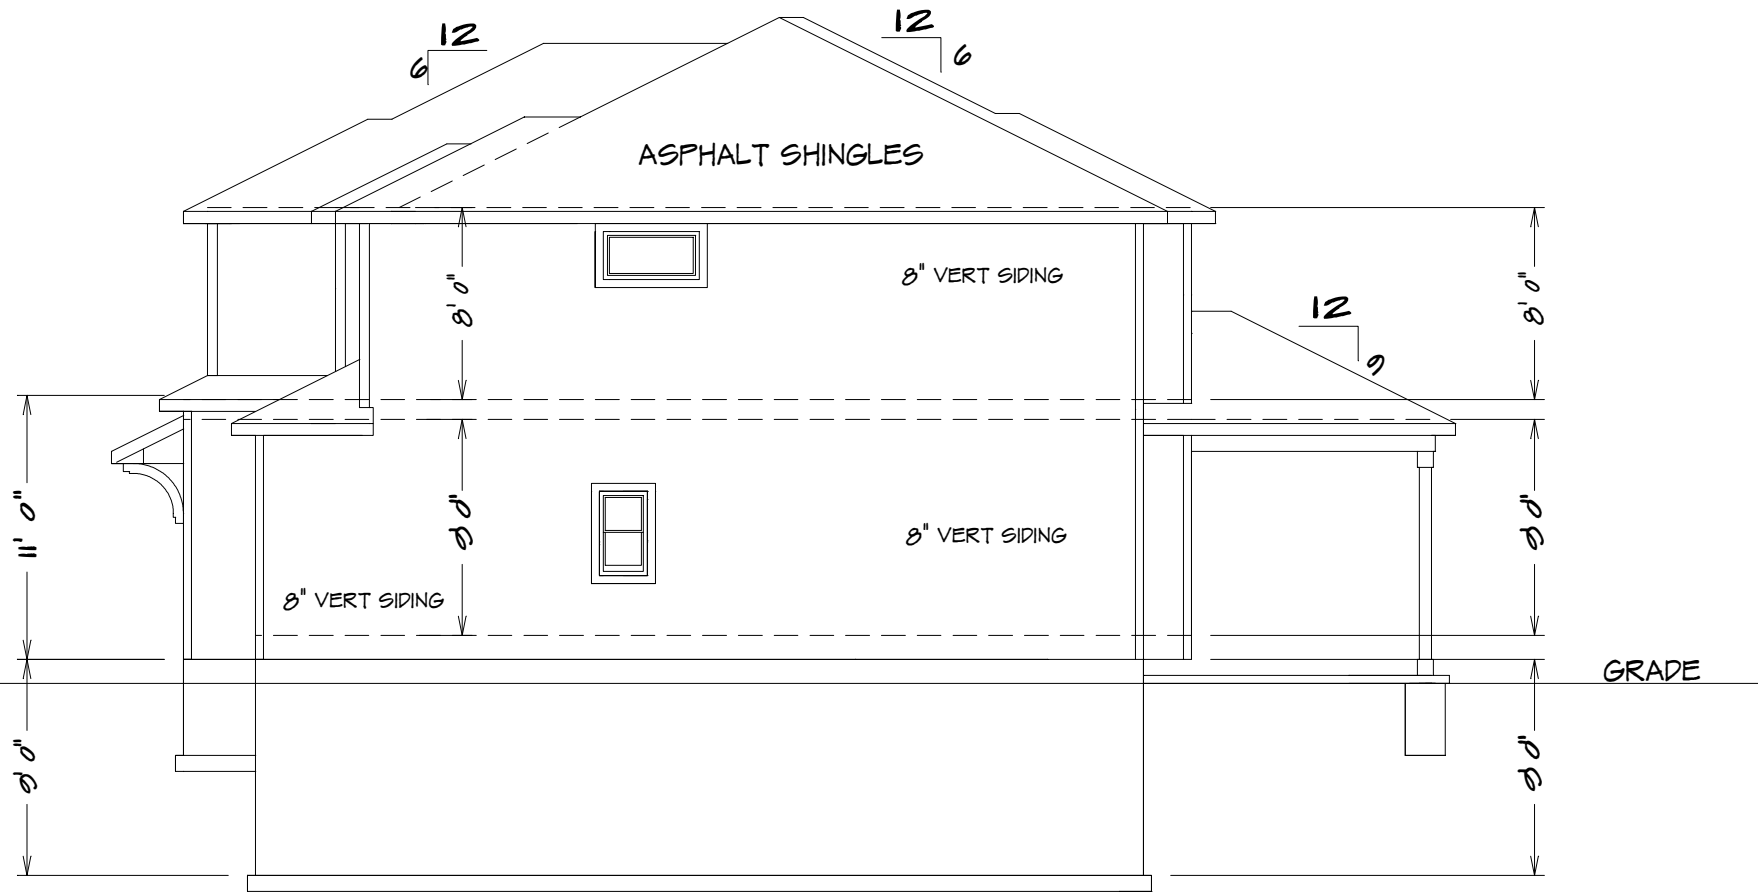 12
6
12
6
ASPHALT SHINGLES
8' 0"
8" VERT SIDING
8' 0"
12
6
11' 0"
9' 0"
8" VERT SIDING
9' 0"
8" VERT SIDING
GRADE
9' 0"
9' 0"